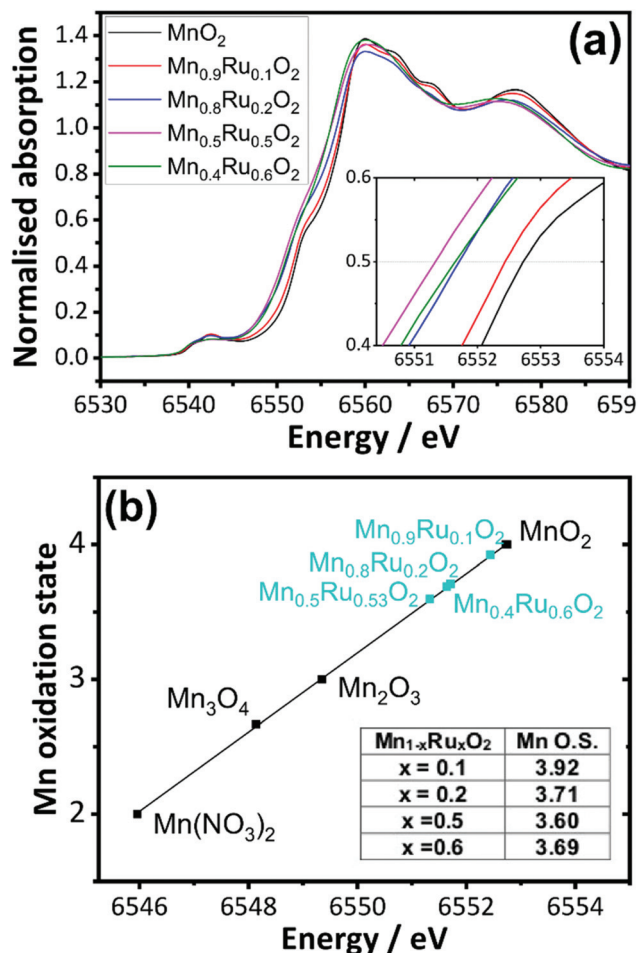 (a)
MnO₂
Mn₀.₉Ru₀.₁O₂
Mn₀.₈Ru₀.₂O₂
Mn₀.₅Ru₀.₅O₂
Mn₀.₄Ru₀.₆O₂
Normalised absorption
1.4
1.2
1.0
0.8
0.6
0.4
0.2
0.0
0.6
0.5
0.4
6551 6552 6553 6554
6530 6540 6550 6560 6570 6580 659
Energy / eV
(b)
Mn oxidation state
4
3
2
Mn₀.₉Ru₀.₁O₂
MnO₂
Mn₀.₈Ru₀.₂O₂
Mn₀.₅Ru₀.₅₃O₂
Mn₀.₄Ru₀.₆O₂
Mn₃O₄
Mn₂O₃
Mn(NO₃)₂
Mn₁₋ₓRuₓO₂ Mn O.S.
x = 0.1 3.92
x = 0.2 3.71
x =0.5 3.60
x =0.6 3.69
6546 6548 6550 6552 6554
Energy / eV